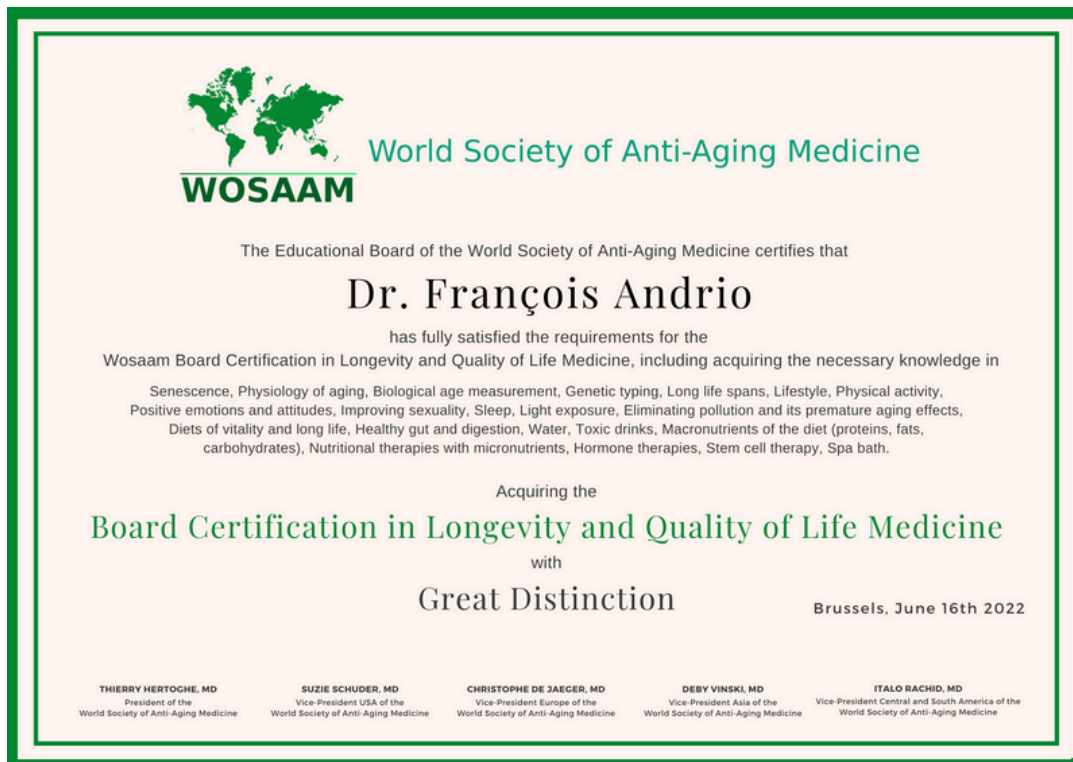 WOSAAM
World Society of Anti-Aging Medicine
The Educational Board of the World Society of Anti-Aging Medicine certifies that
Dr. François Andrio
has fully satisfied the requirements for the
Wosaam Board Certification in Longevity and Quality of Life Medicine, including acquiring the necessary knowledge in
Senescence, Physiology of aging, Biological age measurement, Genetic typing, Long life spans, Lifestyle, Physical activity,
Positive emotions and attitudes, Improving sexuality, Sleep, Light exposure, Eliminating pollution and its premature aging effects,
Diets of vitality and long life, Healthy gut and digestion, Water, Toxic drinks, Macronutrients of the diet (proteins, fats,
carbohydrates), Nutritional therapies with micronutrients, Hormone therapies, Stem cell therapy, Spa bath.
Acquiring the
Board Certification in Longevity and Quality of Life Medicine
with
Great Distinction
Brussels, June 16th 2022
THIERRY HERTOGHE, MD
President of the
World Society of Anti-Aging Medicine
SUZIE SCHUDER, MD
Vice-President USA of the
World Society of Anti-Aging Medicine
CHRISTOPHE DE JAEGER, MD
Vice-President Europe of the
World Society of Anti-Aging Medicine
DEBY VINSKI, MD
Vice-President Asia of the
World Society of Anti-Aging Medicine
ITALO RACHID, MD
Vice-President Central and South America of the
World Society of Anti-Aging Medicine